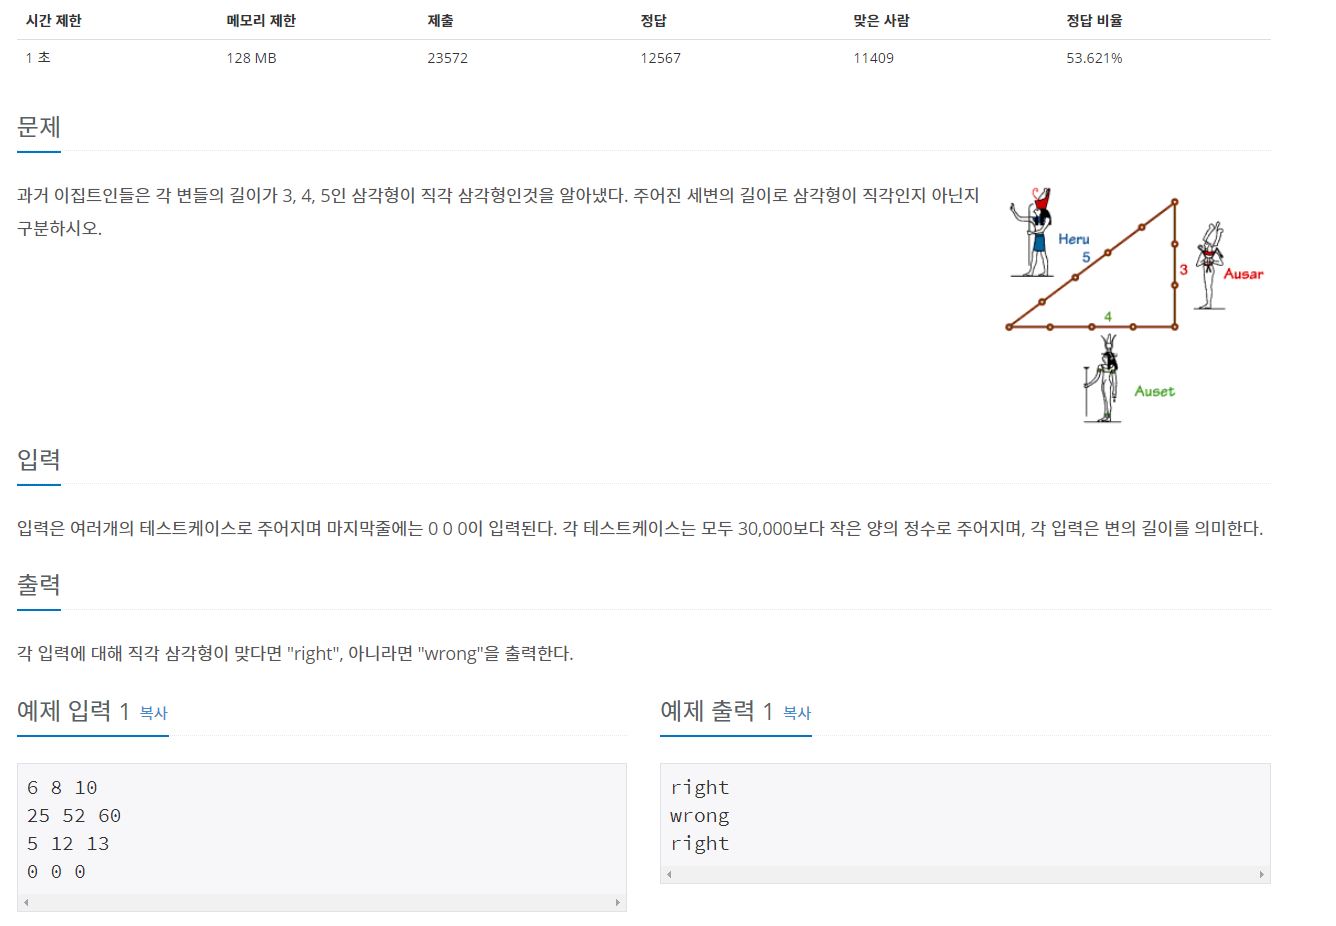 시간 제한 메모리 제한 제출 정답 맞은 사람 정답 비율
1 초 128 MB 23572 12567 11409 53.621%
문제
과거 이집트인들은 각 변들의 길이가 3, 4, 5인 삼각형이 직각 삼각형인것을 알아냈다. 주어진 세변의 길이로 삼각형이 직각인지 아닌지
구분하시오.
Heru
5
3
Ausar
4
Auset
입력
입력은 여러개의 테스트케이스로 주어지며 마지막줄에는 0 0 0이 입력된다. 각 테스트케이스는 모두 30,000보다 작은 양의 정수로 주어지며, 각 입력은 변의 길이를 의미한다.
출력
각 입력에 대해 직각 삼각형이 맞다면 "right", 아니라면 "wrong"을 출력한다.
예제 입력 1 복사
6 8 10
25 52 60
5 12 13
0 0 0
예제 출력 1 복사
right
wrong
right